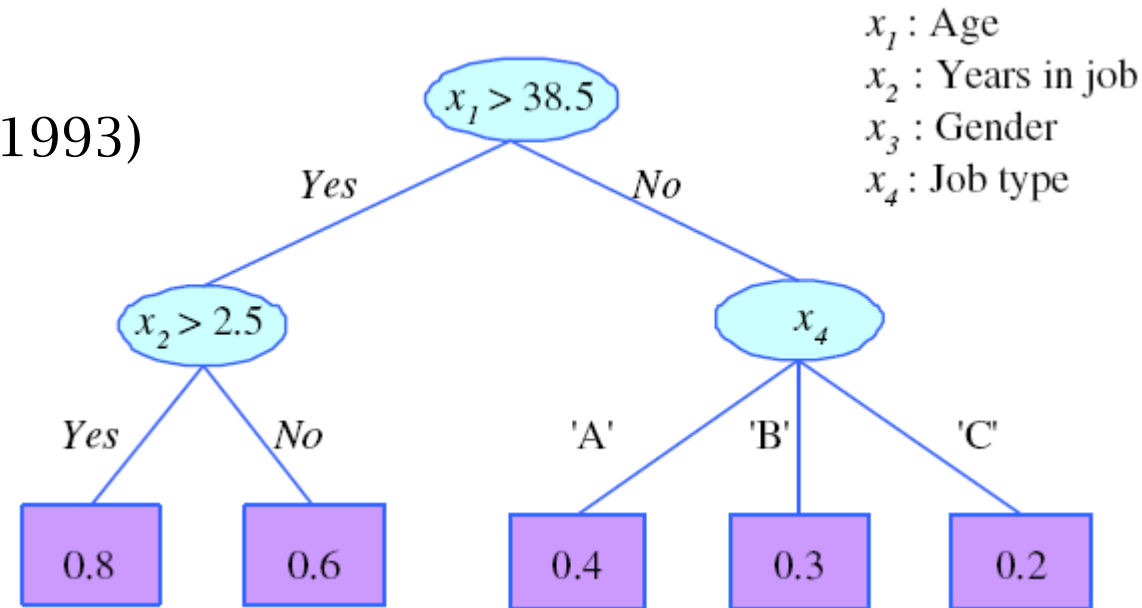 x₁ : Age
x₂ : Years in job
x₃ : Gender
x₄ : Job type
1993)
x₁ > 38.5
Yes No
x₂ > 2.5 x₄
Yes No 'A' 'B' 'C'
0.8 0.6 0.4 0.3 0.2